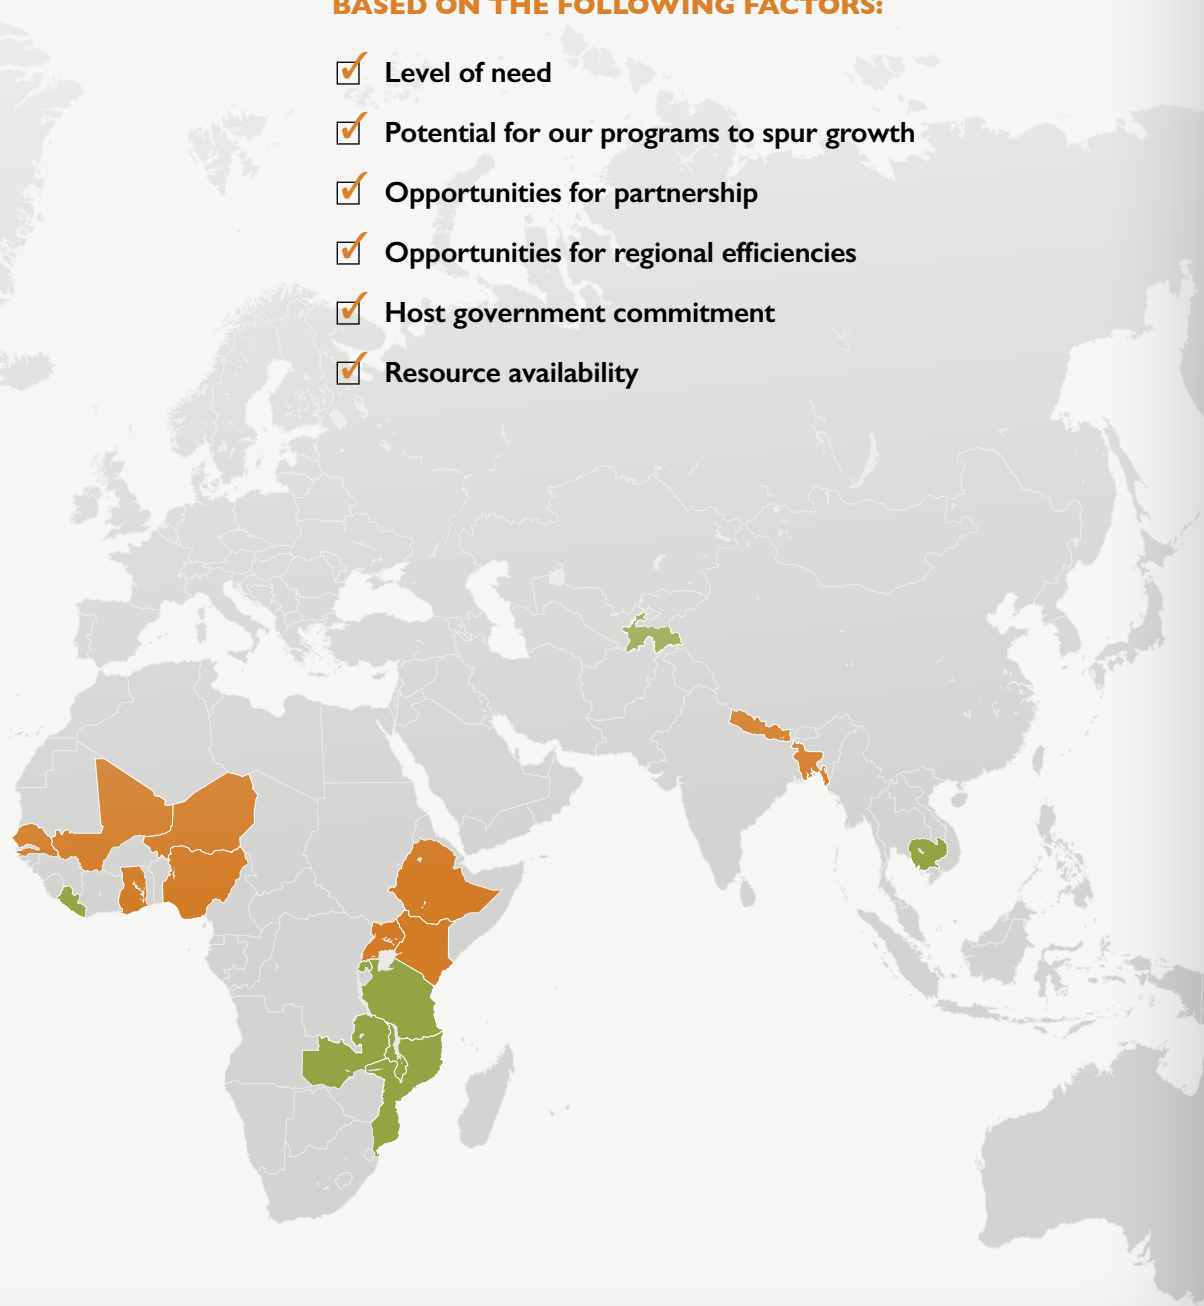 BASED ON THE FOLLOWING FACTORS:
Level of need
Potential for our programs to spur growth
Opportunities for partnership
Opportunities for regional efficiencies
Host government commitment
Resource availability